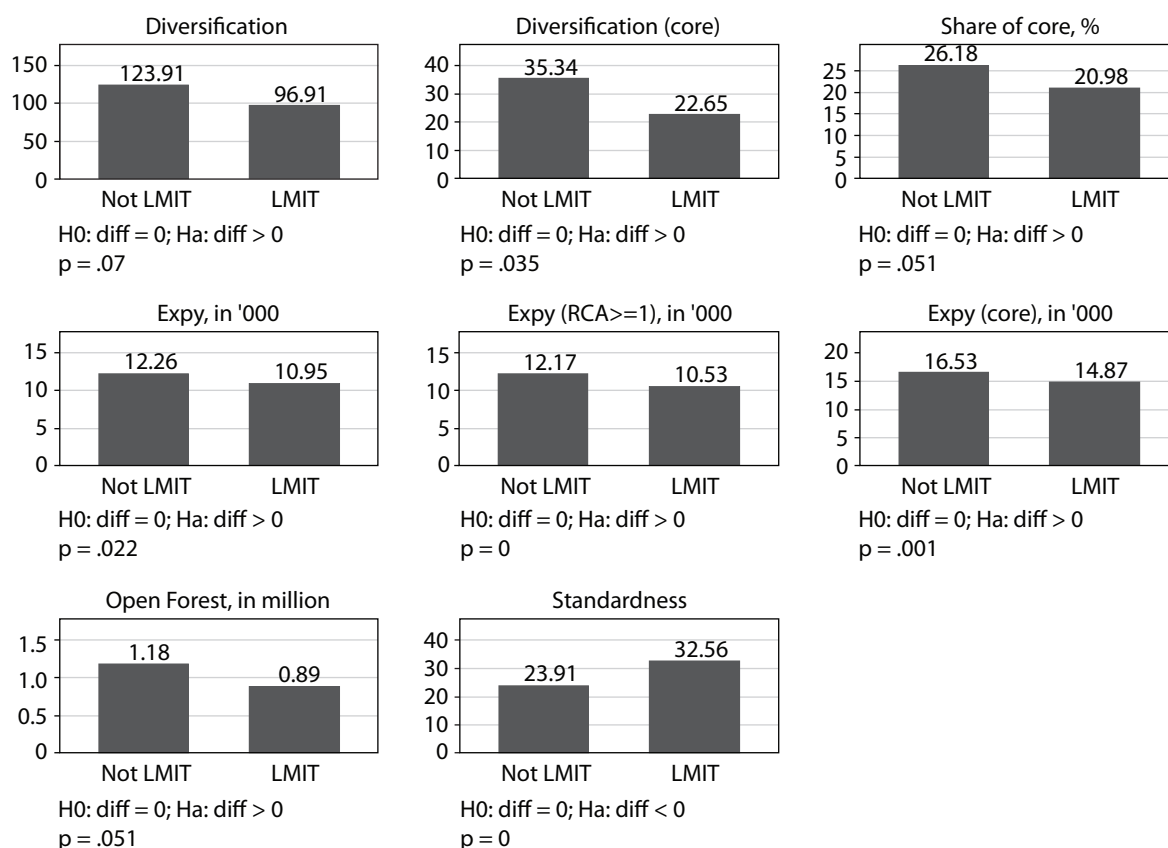 Diversification
150
100
50
0
123.91
96.91
Not LMIT
LMIT
H0: diff = 0; Ha: diff > 0
p = .07
Diversification (core)
40
30
20
10
0
35.34
22.65
Not LMIT
LMIT
H0: diff = 0; Ha: diff > 0
p = .035
Share of core, %
25
20
15
10
5
0
26.18
20.98
Not LMIT
LMIT
H0: diff = 0; Ha: diff > 0
p = .051
Expy, in '000
15
10
5
0
12.26
10.95
Not LMIT
LMIT
H0: diff = 0; Ha: diff > 0
p = .022
Expy (RCA>=1), in '000
15
10
5
0
12.17
10.53
Not LMIT
LMIT
H0: diff = 0; Ha: diff > 0
p = 0
Expy (core), in '000
20
15
10
5
0
16.53
14.87
Not LMIT
LMIT
H0: diff = 0; Ha: diff > 0
p = .001
Open Forest, in million
1.5
1.0
0.5
0
1.18
0.89
Not LMIT
LMIT
H0: diff = 0; Ha: diff > 0
p = .051
Standardness
40
30
20
10
0
23.91
32.56
Not LMIT
LMIT
H0: diff = 0; Ha: diff < 0
p = 0